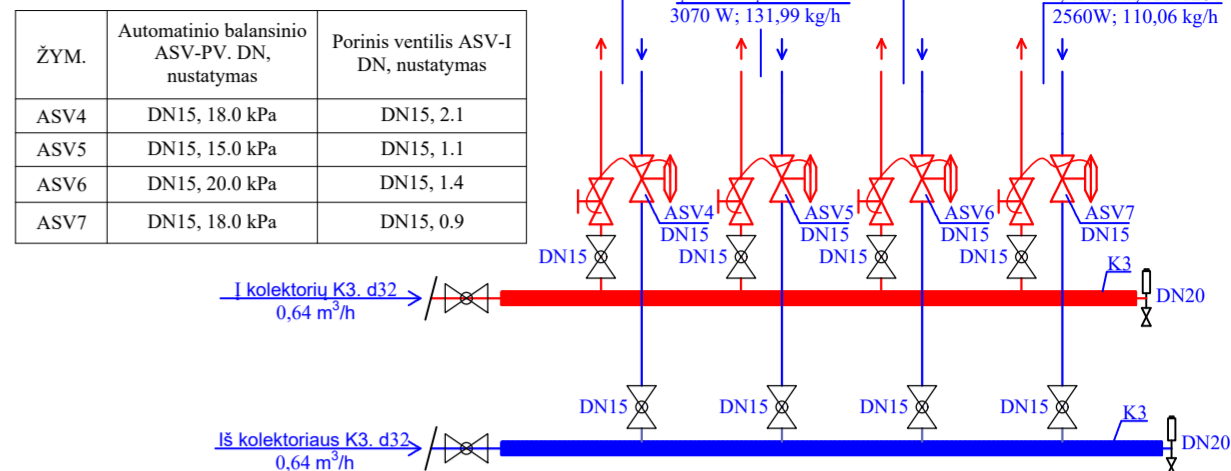 3070 W; 131,99 kg/h
2560W; 110,06 kg/h
ŽYM.
Automatinio balansinio
ASV-PV. DN,
nustatymas
Porinis ventilis ASV-I
DN, nustatymas
ASV4 DN15, 18.0 kPa DN15, 2.1
ASV5 DN15, 15.0 kPa DN15, 1.1
ASV6 DN15, 20.0 kPa DN15, 1.4
ASV7 DN15, 18.0 kPa DN15, 0.9
ASV4
DN15
ASV5
DN15
ASV6
DN15
ASV7
DN15
DN15 DN15 DN15 DN15
K3
Į kolektorių K3. d32
0,64 m³/h
DN20
DN15 DN15 DN15 DN15
K3
Iš kolektoriaus K3. d32
0,64 m³/h
DN20